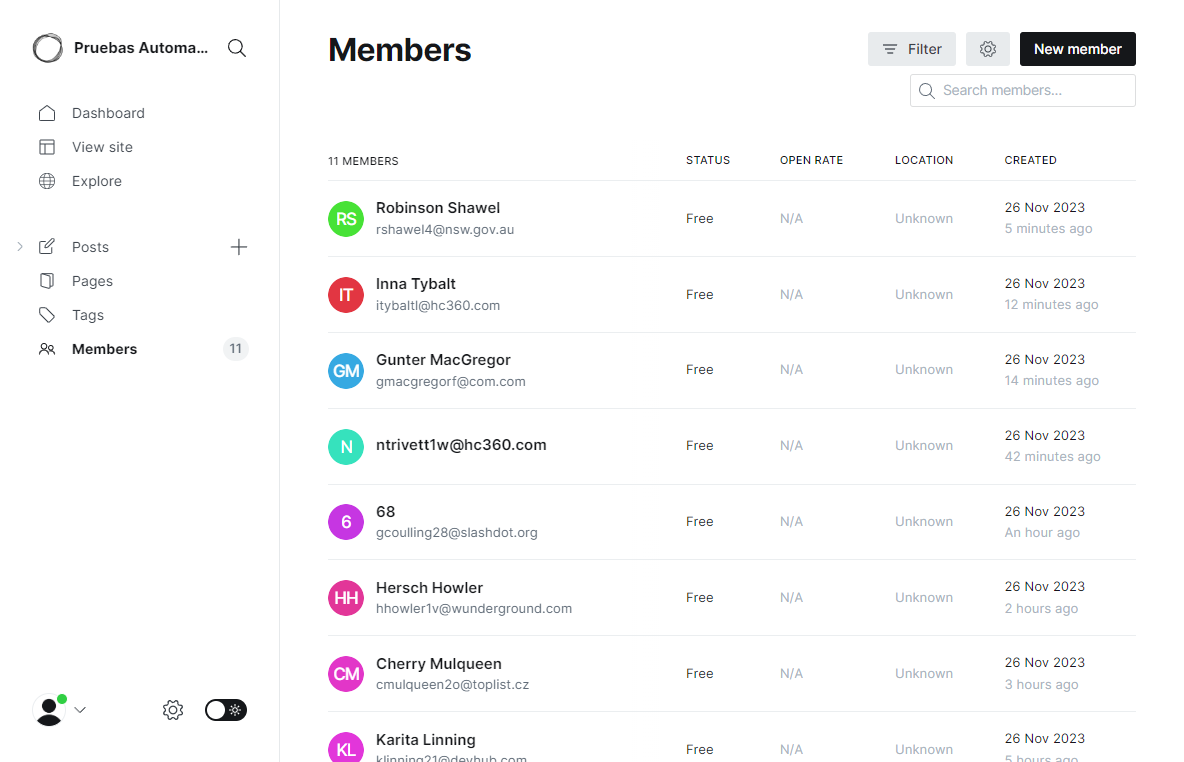 Pruebas Automa...
Dashboard
View site
Explore
Posts
Pages
Tags
Members
11
Members
Filter
New member
Search members...
11 MEMBERS STATUS OPEN RATE LOCATION CREATED
RS Robinson Shawel Free N/A Unknown 26 Nov 2023
rshawel4@nsw.gov.au 5 minutes ago
IT Inna Tybalt Free N/A Unknown 26 Nov 2023
itybaltl@hc360.com 12 minutes ago
GM Gunter MacGregor Free N/A Unknown 26 Nov 2023
gmacgregorf@com.com 14 minutes ago
N ntrivett1w@hc360.com Free N/A Unknown 26 Nov 2023
42 minutes ago
6 68 Free N/A Unknown 26 Nov 2023
gcoulling28@slashdot.org An hour ago
HH Hersch Howler Free N/A Unknown 26 Nov 2023
hhowler1v@wunderground.com 2 hours ago
CM Cherry Mulqueen Free N/A Unknown 26 Nov 2023
cmulqueen2o@toplist.cz 3 hours ago
KL Karita Linning Free N/A Unknown 26 Nov 2023
klinning21@devhub.com 5 hours ago